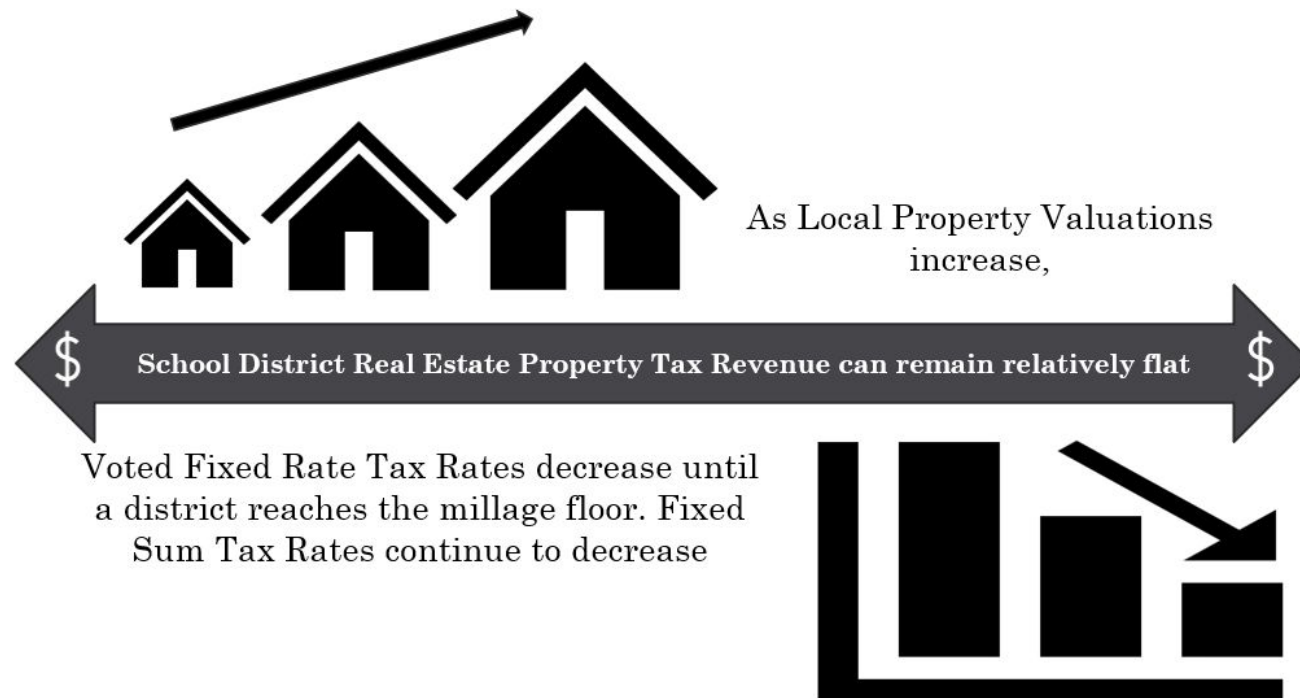 As Local Property Valuations
increase,
$ School District Real Estate Property Tax Revenue can remain relatively flat $
Voted Fixed Rate Tax Rates decrease until
a district reaches the millage floor. Fixed
Sum Tax Rates continue to decrease